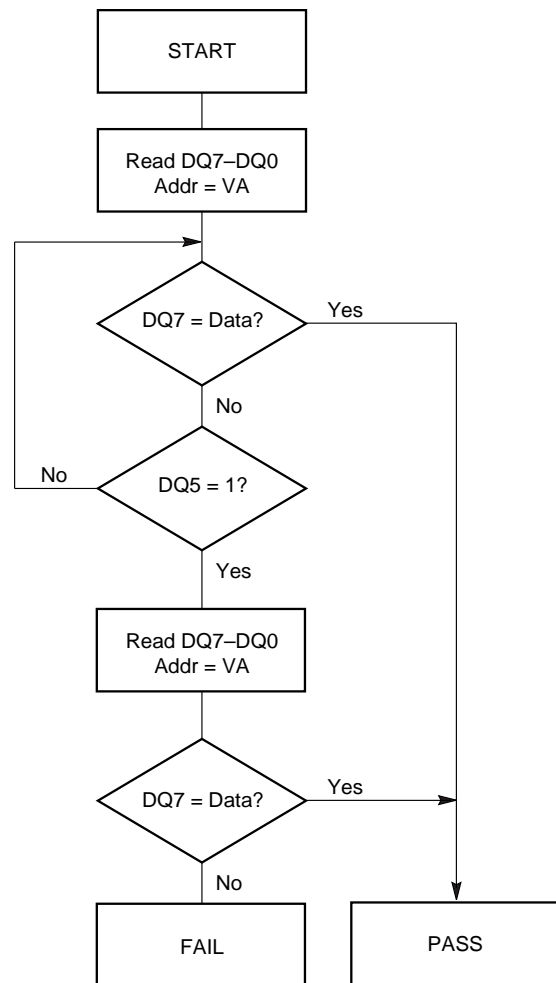 START
Read DQ7–DQ0
Addr = VA
DQ7 = Data?
Yes
No
No
DQ5 = 1?
Yes
Read DQ7–DQ0
Addr = VA
DQ7 = Data?
Yes
No
FAIL
PASS